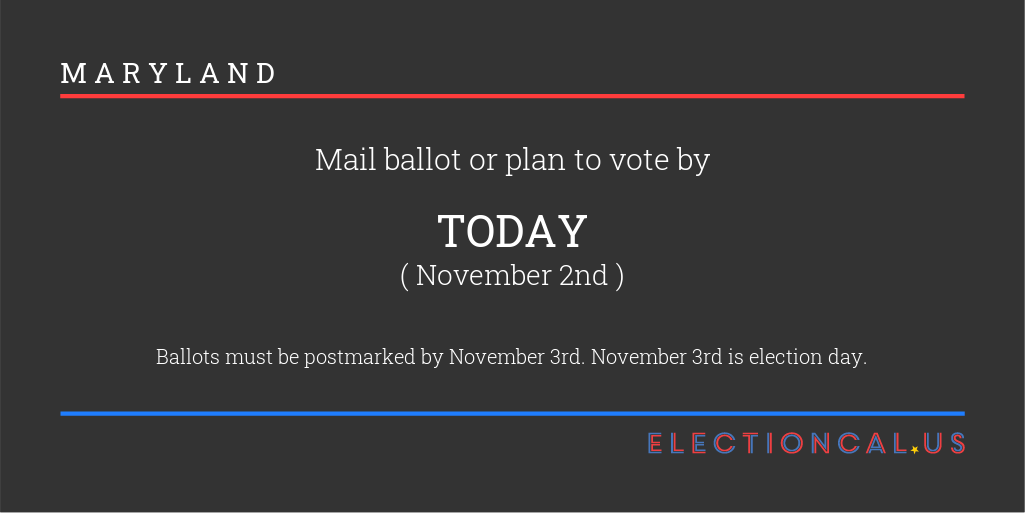 MARYLAND
Mail ballot or plan to vote by
TODAY
( November 2nd )
Ballots must be postmarked by November 3rd. November 3rd is election day.
ELECTIONCAL.US